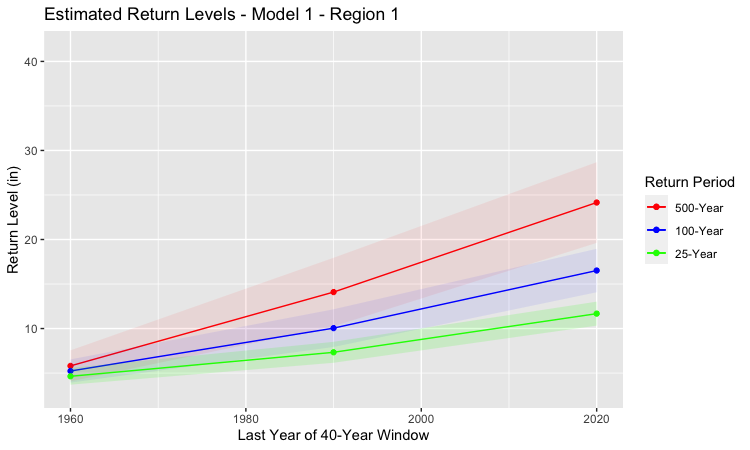 Estimated Return Levels - Model 1 - Region 1
Return Level (in)
40
30
20
10
1960
1980
2000
2020
Last Year of 40-Year Window
Return Period
500-Year
100-Year
25-Year